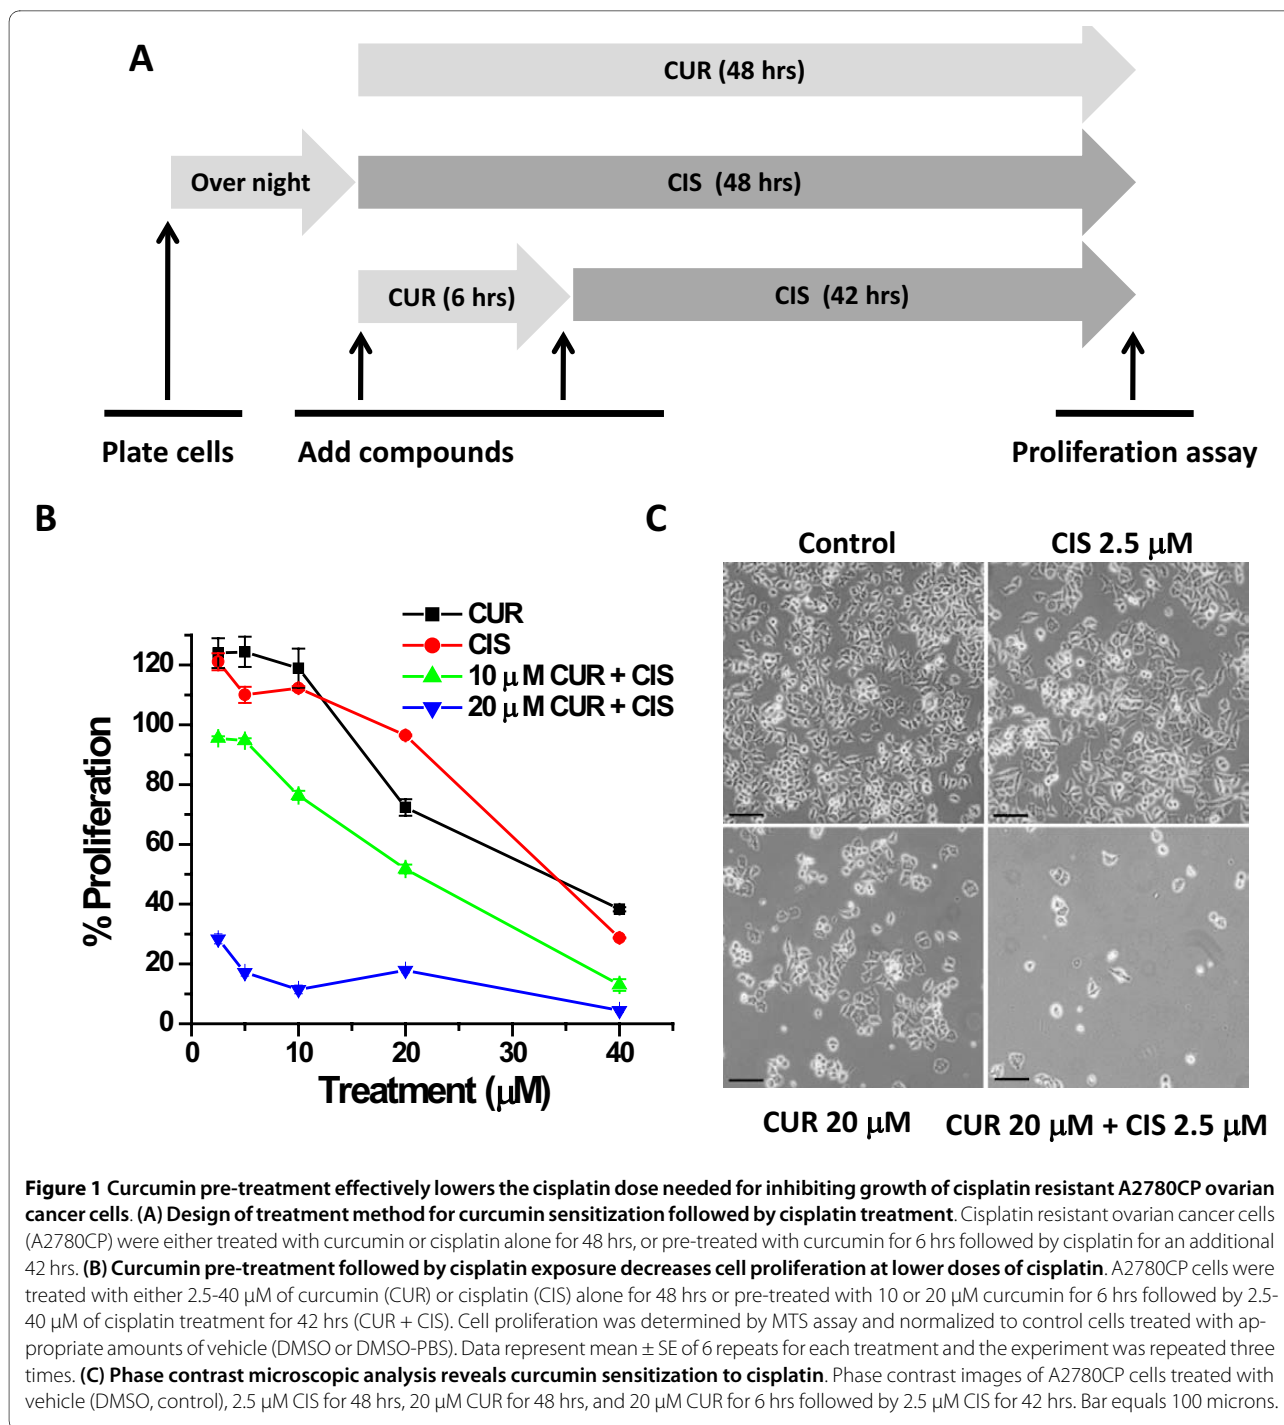 A
CUR (48 hrs)
Over night
CIS (48 hrs)
CUR (6 hrs)
CIS (42 hrs)
Plate cells
Add compounds
Proliferation assay
B
CUR
CIS
10 μM CUR + CIS
20 μM CUR + CIS
% Proliferation
120
100
80
60
40
20
0
0 10 20 30 40
Treatment (μM)
C
Control
CIS 2.5 μM
CUR 20 μM
CUR 20 μM + CIS 2.5 μM
Figure 1 Curcumin pre-treatment effectively lowers the cisplatin dose needed for inhibiting growth of cisplatin resistant A2780CP ovarian
cancer cells. (A) Design of treatment method for curcumin sensitization followed by cisplatin treatment. Cisplatin resistant ovarian cancer cells
(A2780CP) were either treated with curcumin or cisplatin alone for 48 hrs, or pre-treated with curcumin for 6 hrs followed by cisplatin for an additional
42 hrs. (B) Curcumin pre-treatment followed by cisplatin exposure decreases cell proliferation at lower doses of cisplatin. A2780CP cells were
treated with either 2.5-40 μM of curcumin (CUR) or cisplatin (CIS) alone for 48 hrs or pre-treated with 10 or 20 μM curcumin for 6 hrs followed by 2.5-
40 μM of cisplatin treatment for 42 hrs (CUR + CIS). Cell proliferation was determined by MTS assay and normalized to control cells treated with ap-
propriate amounts of vehicle (DMSO or DMSO-PBS). Data represent mean ± SE of 6 repeats for each treatment and the experiment was repeated three
times. (C) Phase contrast microscopic analysis reveals curcumin sensitization to cisplatin. Phase contrast images of A2780CP cells treated with
vehicle (DMSO, control), 2.5 μM CIS for 48 hrs, 20 μM CUR for 48 hrs, and 20 μM CUR for 6 hrs followed by 2.5 μM CIS for 42 hrs. Bar equals 100 microns.